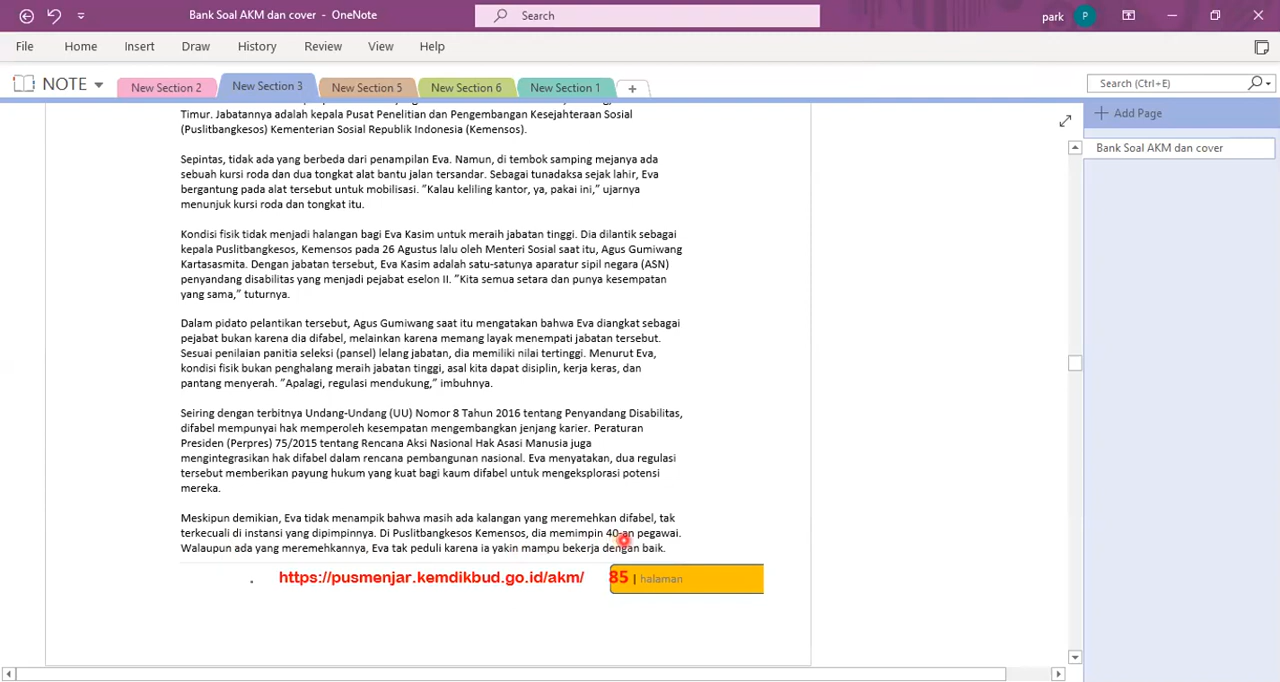 Bank Soal AKM dan cover - OneNote
Search
park
P
File
Home
Insert
Draw
History
Review
View
Help
NOTE
New Section 2
New Section 3
New Section 5
New Section 6
New Section 1
+
Search (Ctrl+E)
Add Page
Bank Soal AKM dan cover
Timur. Jabatannya adalah kepala Pusat Penelitian dan Pengembangan Kesejahteraan Sosial
(Puslitbangkesos) Kementerian Sosial Republik Indonesia (Kemensos).
Sepintas, tidak ada yang berbeda dari penampilan Eva. Namun, di tembok samping mejanya ada
sebuah kursi roda dan dua tongkat alat bantu jalan tersandar. Sebagai tunadaksa sejak lahir, Eva
bergantung pada alat tersebut untuk mobilisasi. "Kalau keliling kantor, ya, pakai ini," ujarnya
menunjuk kursi roda dan tongkat itu.
Kondisi fisik tidak menjadi halangan bagi Eva Kasim untuk meraih jabatan tinggi. Dia dilantik sebagai
kepala Puslitbangkesos, Kemensos pada 26 Agustus lalu oleh Menteri Sosial saat itu, Agus Gumiwang
Kartasasmita. Dengan jabatan tersebut, Eva Kasim adalah satu-satunya aparatur sipil negara (ASN)
penyandang disabilitas yang menjadi pejabat eselon II. "Kita semua setara dan punya kesempatan
yang sama," tuturnya.
Dalam pidato pelantikan tersebut, Agus Gumiwang saat itu mengatakan bahwa Eva diangkat sebagai
pejabat bukan karena dia difabel, melainkan karena memang layak menempati jabatan tersebut.
Sesuai penilaian panitia seleksi (pansel) lelang jabatan, dia memiliki nilai tertinggi. Menurut Eva,
kondisi fisik bukan penghalang meraih jabatan tinggi, asal kita dapat disiplin, kerja keras, dan
pantang menyerah. "Apalagi, regulasi mendukung," imbuhnya.
Seiring dengan terbitnya Undang-Undang (UU) Nomor 8 Tahun 2016 tentang Penyandang Disabilitas,
difabel mempunyai hak memperoleh kesempatan mengembangkan jenjang karier. Peraturan
Presiden (Perpres) 75/2015 tentang Rencana Aksi Nasional Hak Asasi Manusia juga
mengintegrasikan hak difabel dalam rencana pembangunan nasional. Eva menyatakan, dua regulasi
tersebut memberikan payung hukum yang kuat bagi kaum difabel untuk mengeksplorasi potensi
mereka.
Meskipun demikian, Eva tidak menampik bahwa masih ada kalangan yang meremehkan difabel, tak
terkecuali di instansi yang dipimpinnya. Di Puslitbangkesos Kemensos, dia memimpin 40-an pegawai.
Walaupun ada yang meremehkannya, Eva tak peduli karena ia yakin mampu bekerja dengan baik.
. https://pusmenjar.kemdikbud.go.id/akm/ 85 | halaman